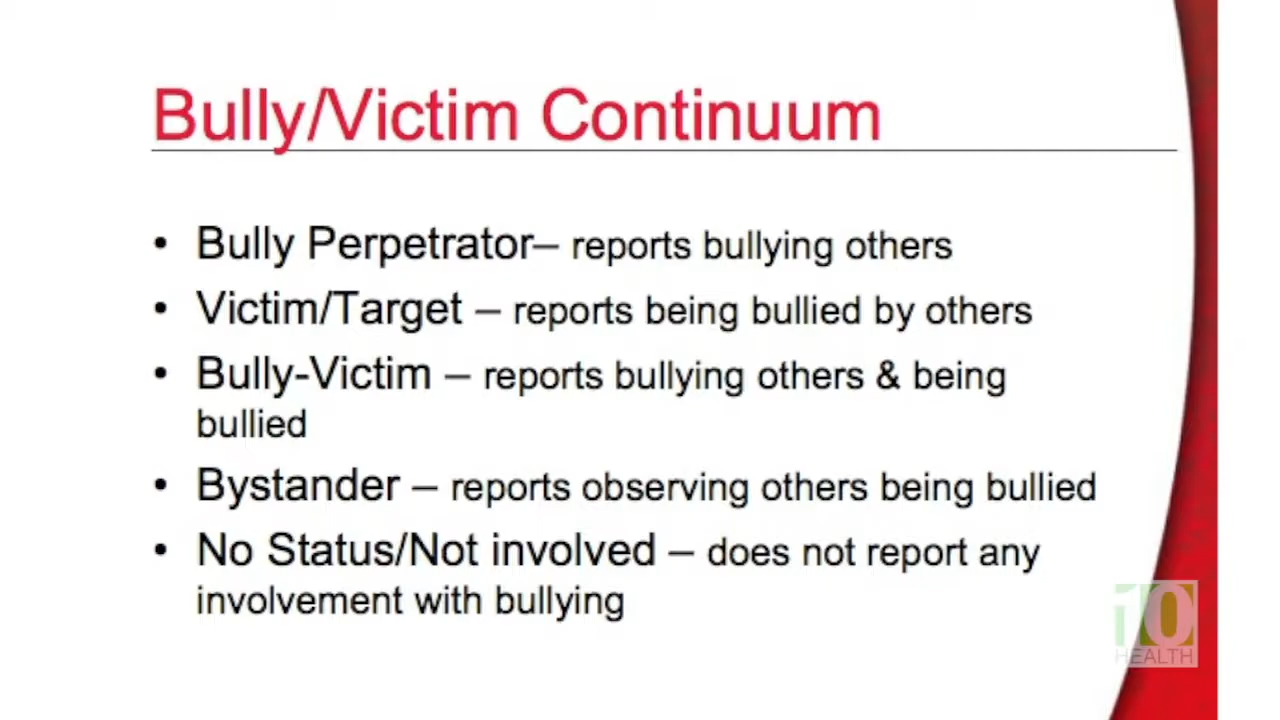 Bully/Victim Continuum
• Bully Perpetrator– reports bullying others
• Victim/Target – reports being bullied by others
• Bully-Victim – reports bullying others & being
bullied
• Bystander – reports observing others being bullied
• No Status/Not involved – does not report any
involvement with bullying
10
HEALTH